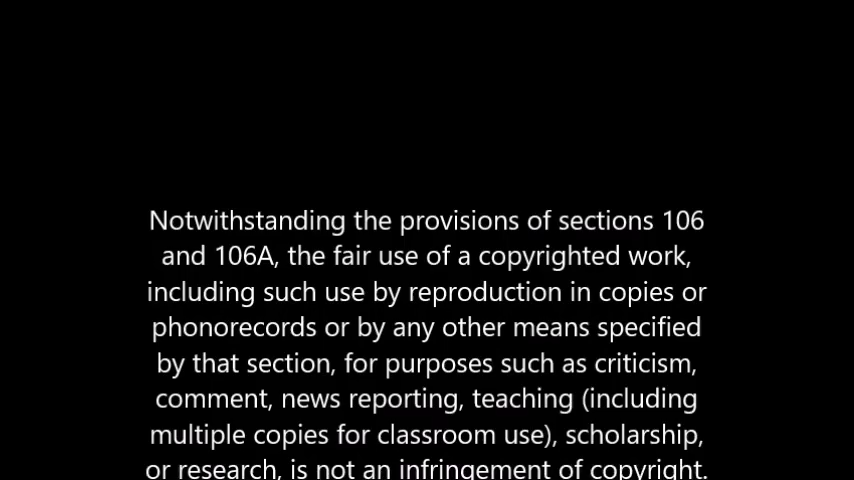 Notwithstanding the provisions of sections 106
and 106A, the fair use of a copyrighted work,
including such use by reproduction in copies or
phonorecords or by any other means specified
by that section, for purposes such as criticism,
comment, news reporting, teaching (including
multiple copies for classroom use), scholarship,
or research, is not an infringement of copyright.